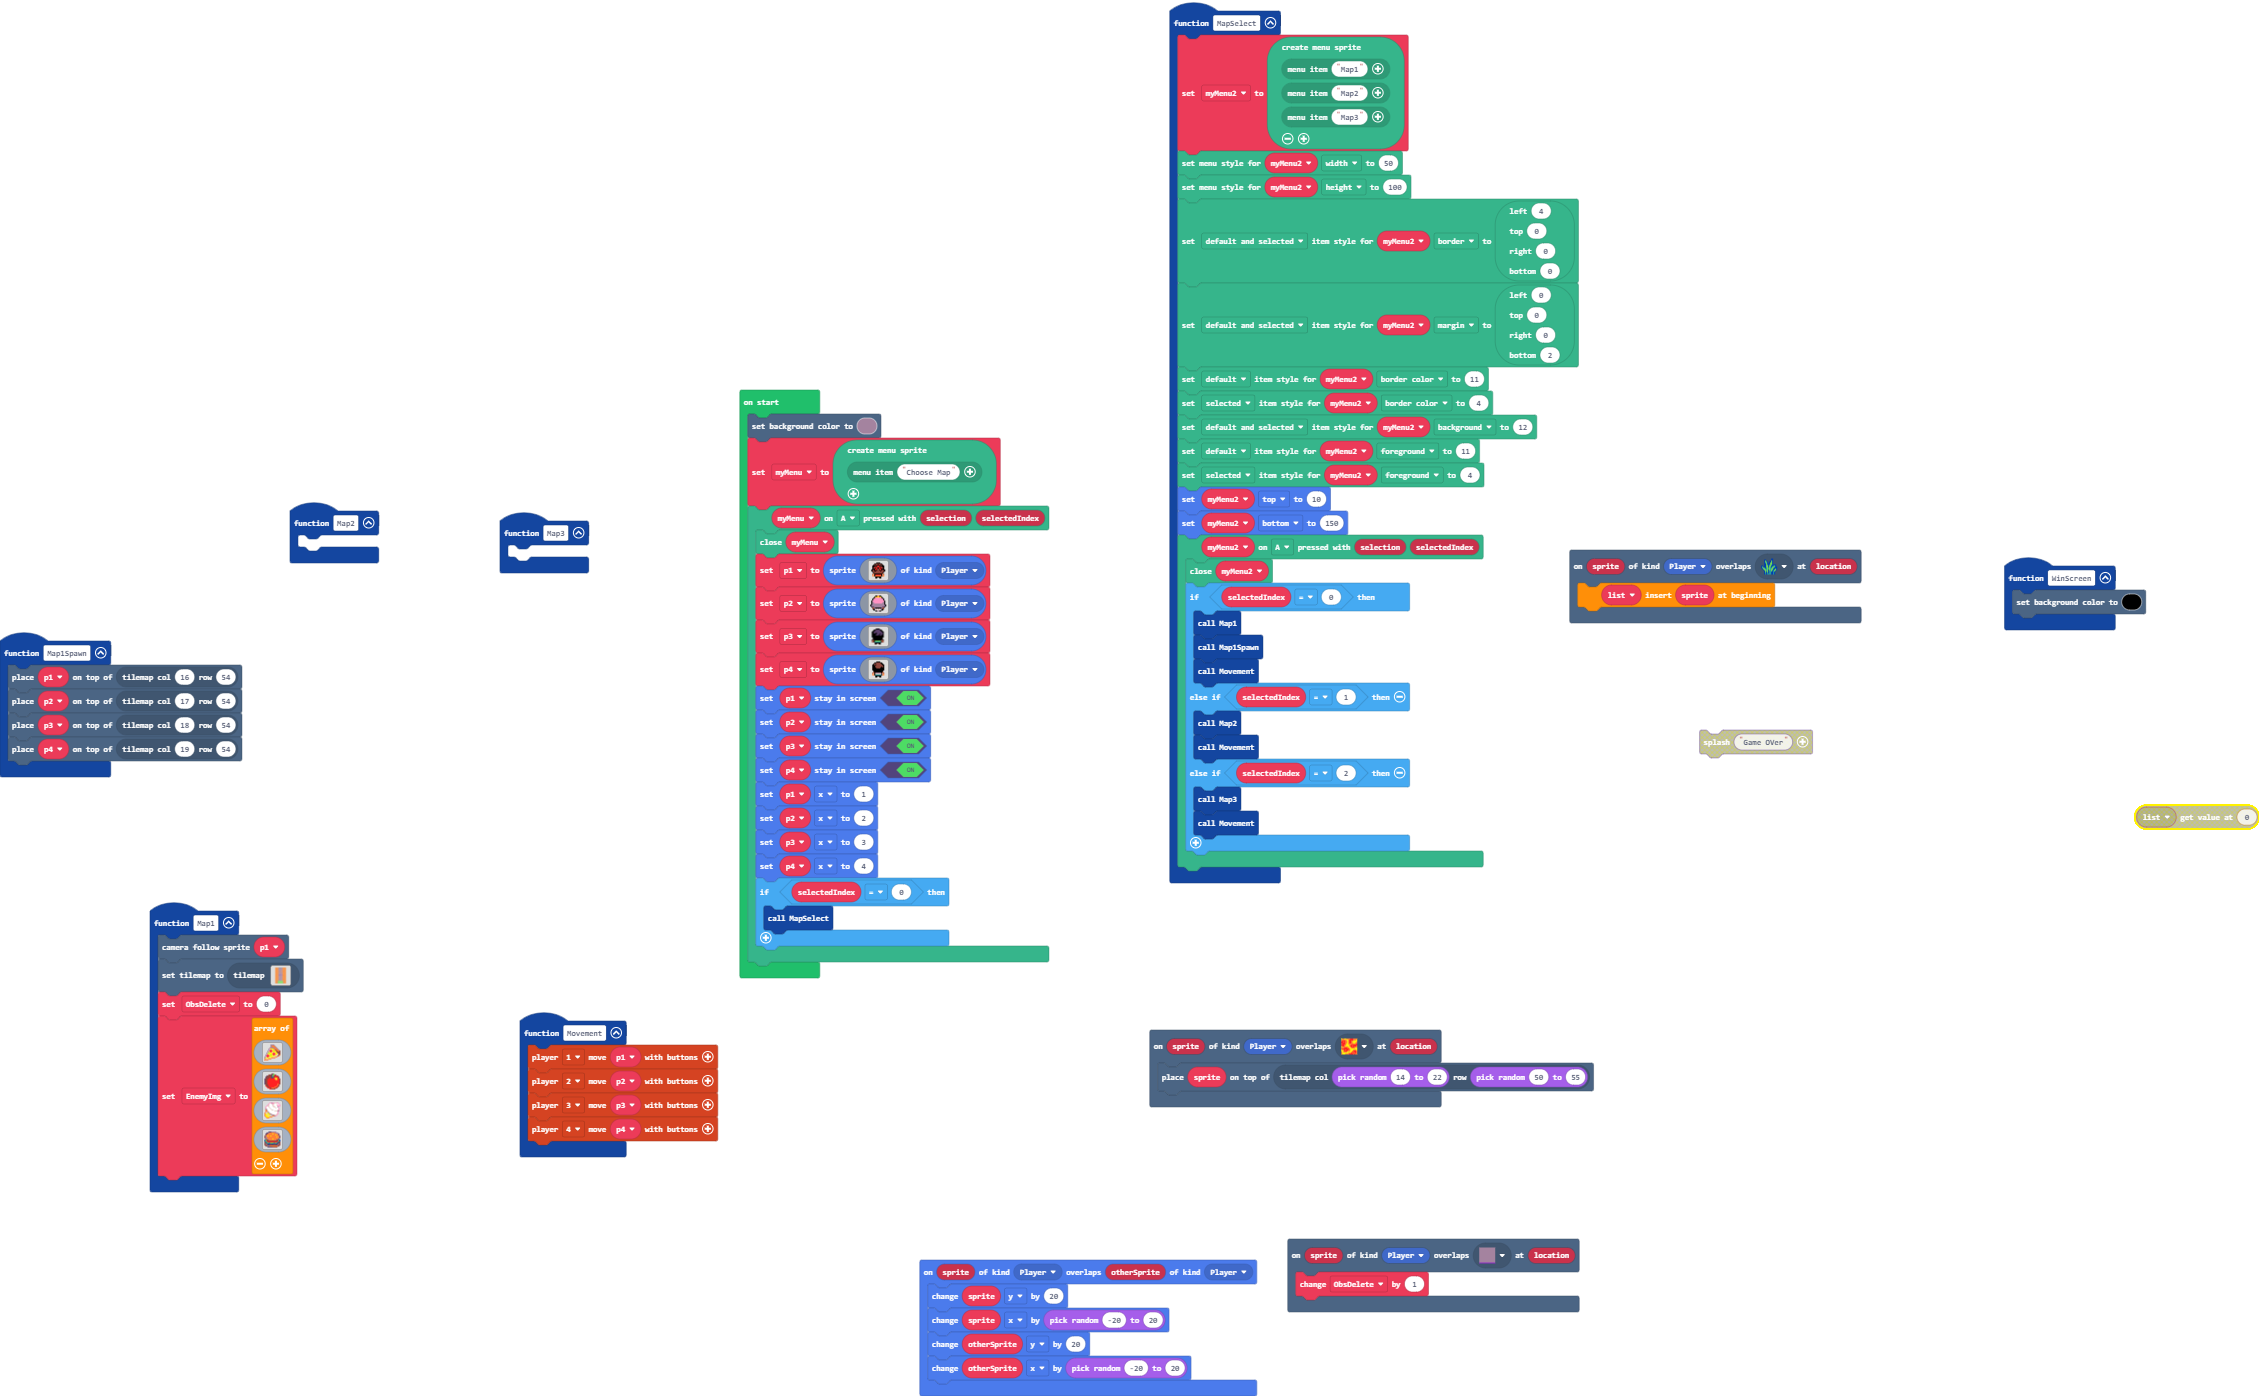 function MapSelect
create menu sprite
menu item "Map1"
menu item "Map2"
menu item "Map3"
set myMenu2 to
set menu style for myMenu2 width to 50
set menu style for myMenu2 height to 100
set default and selected item style for myMenu2 border to
left 4
top 0
right 0
bottom 0
set default and selected item style for myMenu2 margin to
left 0
top 0
right 0
bottom 2
set default item style for myMenu2 border color to 11
set selected item style for myMenu2 border color to 4
set default and selected item style for myMenu2 background to 12
set default item style for myMenu2 foreground to 11
set selected item style for myMenu2 foreground to 4
set myMenu2 top to 10
set myMenu2 bottom to 150
myMenu2 on A pressed with selection selectedIndex
close myMenu2
if selectedIndex = 0 then
call Map1
call Map1Spawn
call Movement
else if selectedIndex = 1 then
call Map2
call Movement
else if selectedIndex = 2 then
call Map3
call Movement
on start
set background color to
create menu sprite
set myMenu to
menu item "Choose Map"
myMenu on A pressed with selection selectedIndex
close myMenu
set p1 to sprite of kind Player
set p2 to sprite of kind Player
set p3 to sprite of kind Player
set p4 to sprite of kind Player
set p1 stay in screen ON
set p2 stay in screen ON
set p3 stay in screen ON
set p4 stay in screen ON
set p1 x to 1
set p2 x to 2
set p3 x to 3
set p4 x to 4
if selectedIndex = 0 then
call MapSelect
function Map2
function Map3
function Map1Spawn
place p1 on top of tilemap col 16 row 54
place p2 on top of tilemap col 17 row 54
place p3 on top of tilemap col 18 row 54
place p4 on top of tilemap col 19 row 54
on sprite of kind Player overlaps at location
list insert sprite at beginning
function WinScreen
set background color to
splash "Game OVer"
list get value at 0
function Map1
camera follow sprite p1
set tilemap to tilemap
set ObsDelete to 0
array of
set EnemyImg to
function Movement
player 1 move p1 with buttons
player 2 move p2 with buttons
player 3 move p3 with buttons
player 4 move p4 with buttons
on sprite of kind Player overlaps at location
place sprite on top of tilemap col pick random 14 to 22 row pick random 50 to 55
on sprite of kind Player overlaps otherSprite of kind Player
change sprite y by 20
change sprite x by pick random -20 to 20
change otherSprite y by 20
change otherSprite x by pick random -20 to 20
on sprite of kind Player overlaps at location
change ObsDelete by 1